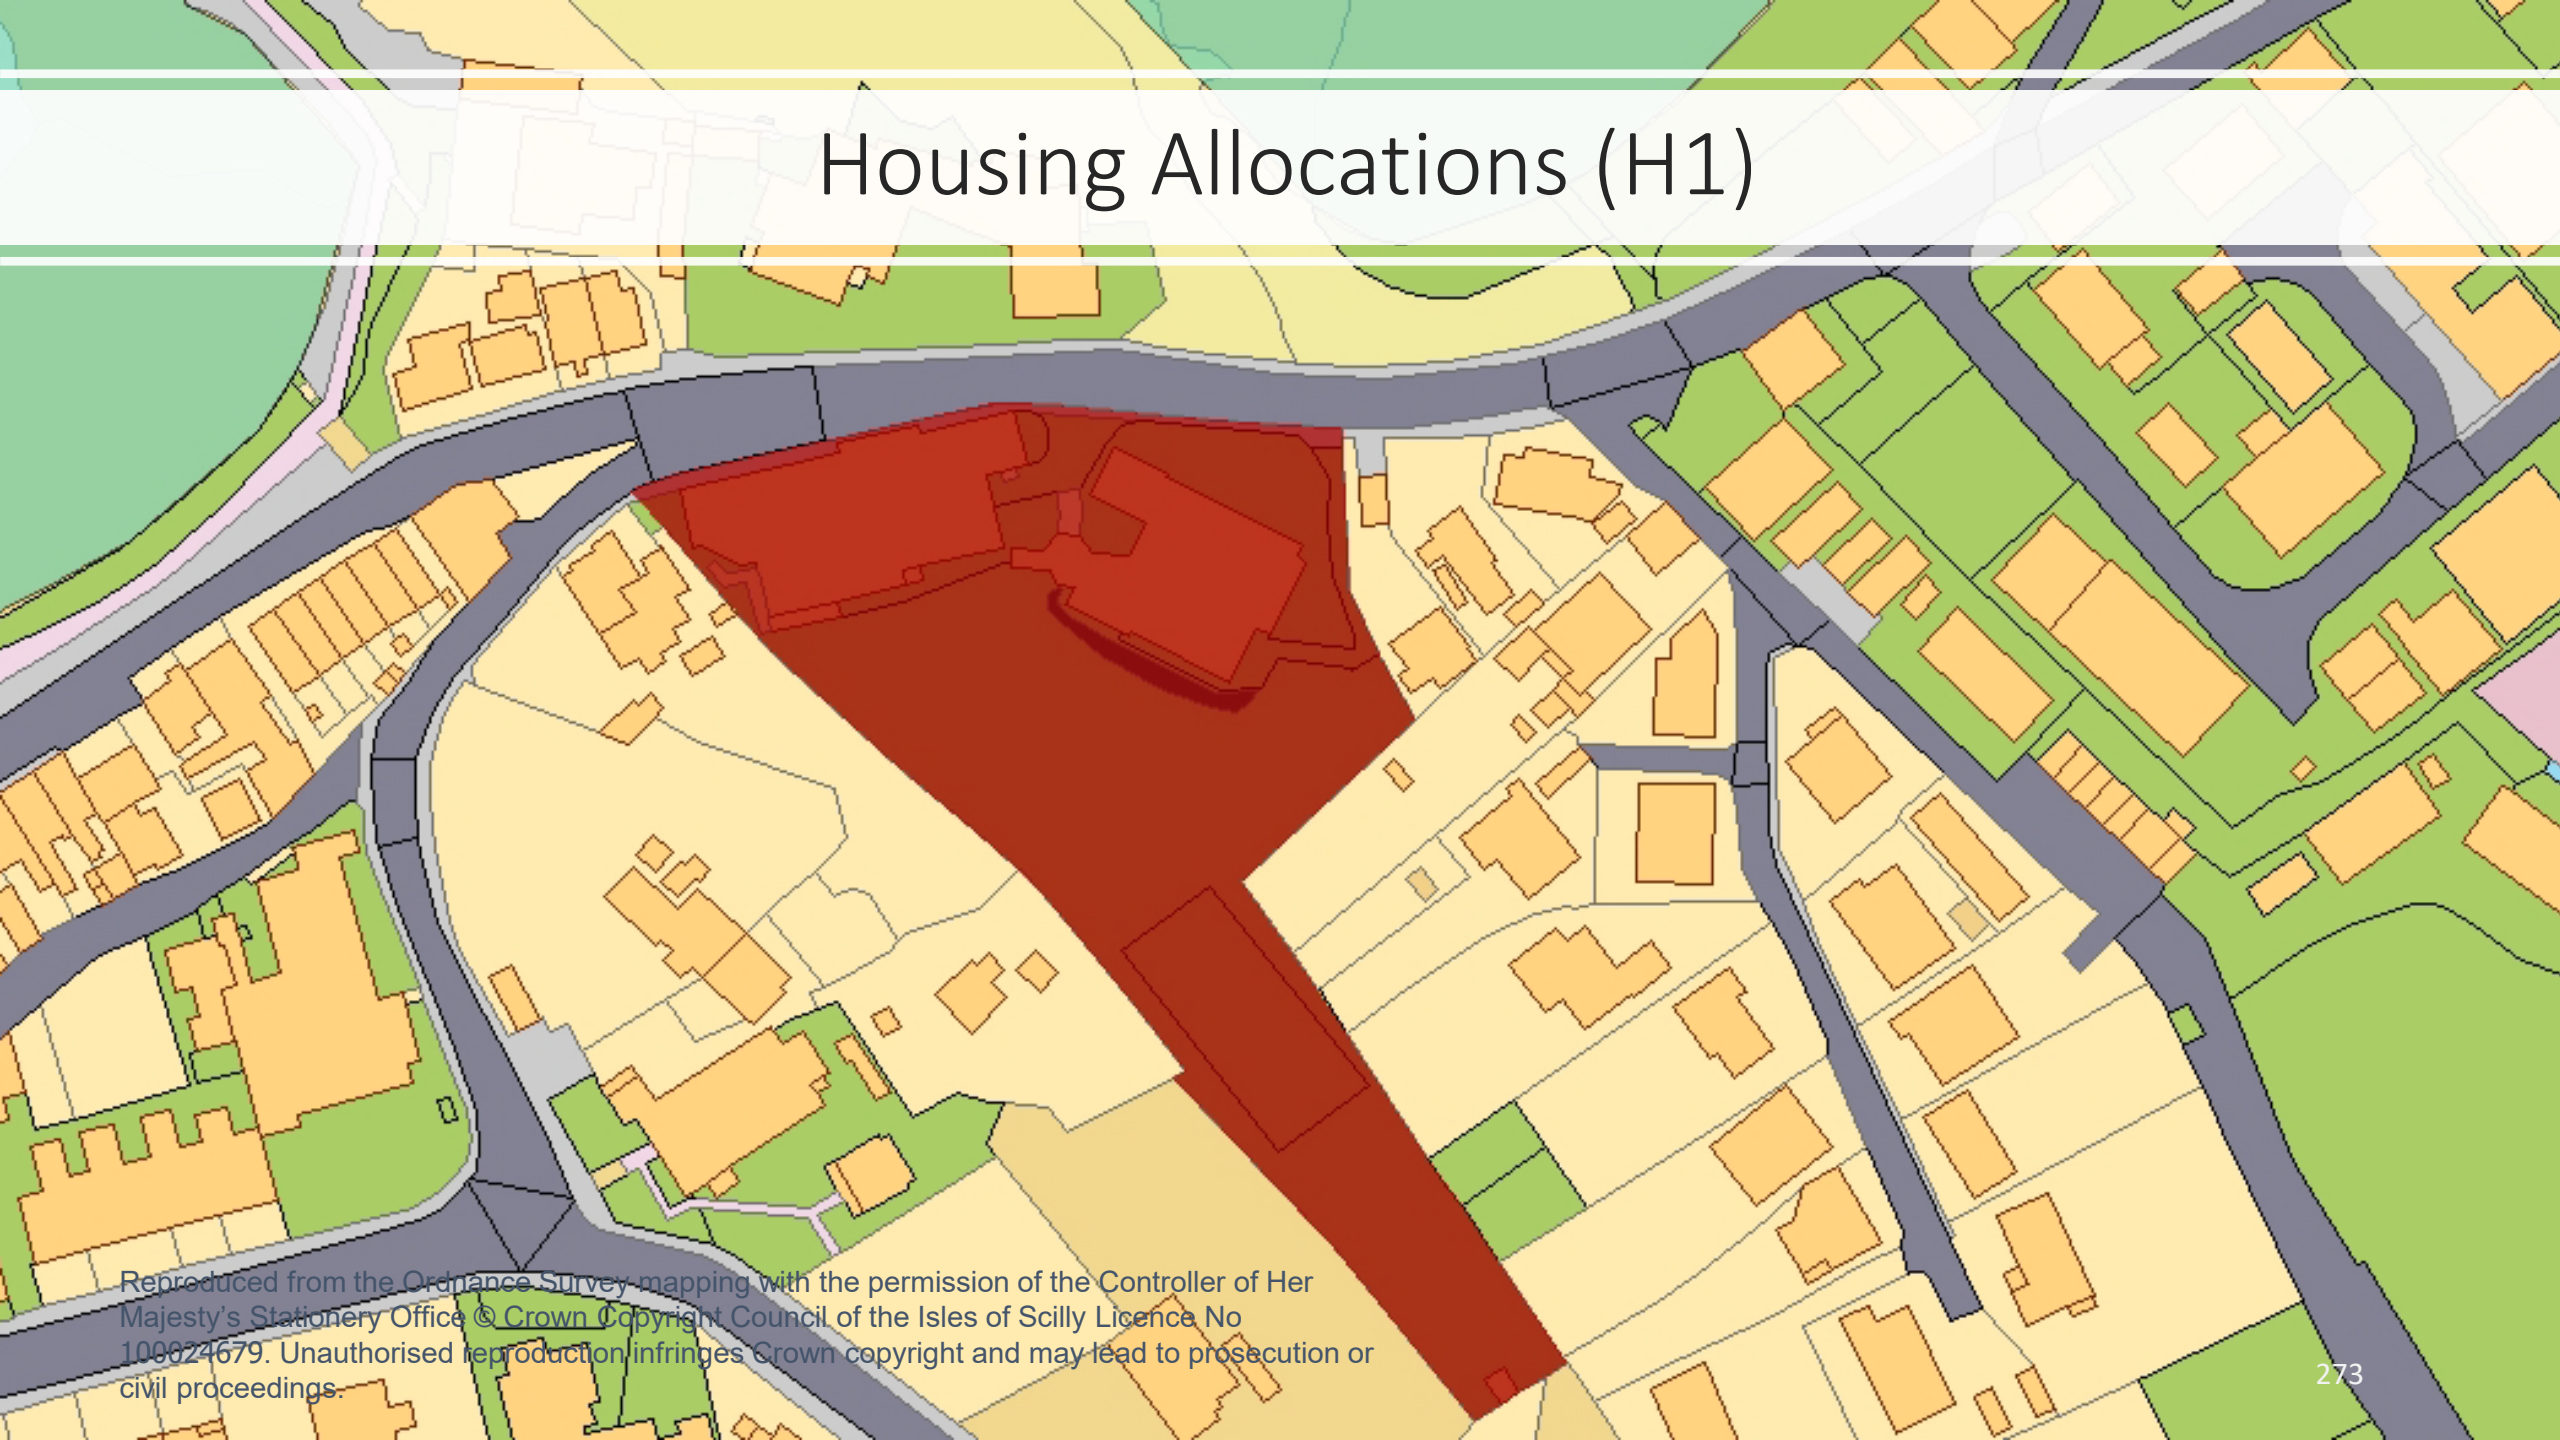 Housing Allocations (H1)
Reproduced from the Ordnance Survey mapping with the permission of the Controller of Her
Majesty’s Stationery Office © Crown Copyright Council of the Isles of Scilly Licence No
100024679. Unauthorised reproduction infringes Crown copyright and may lead to prosecution or
civil proceedings.
273